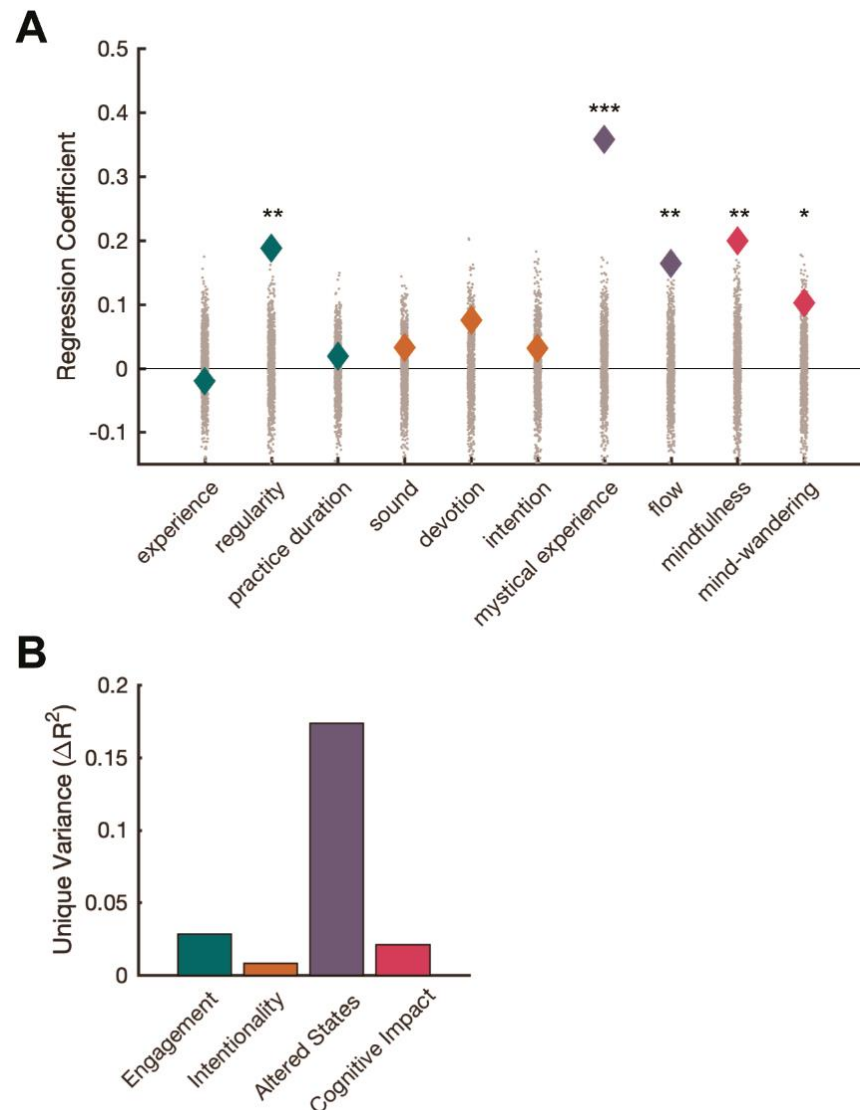 A
Regression Coefficient
0.5
0.4
0.3
0.2
0.1
0
-0.1
**
***
**
**
*
experience
regularity
practice duration
sound
devotion
intention
mystical experience
flow
mindfulness
mind-wandering
B
Unique Variance (ΔR²)
0.2
0.15
0.1
0.05
0
Engagement
Intentionality
Altered States
Cognitive Impact